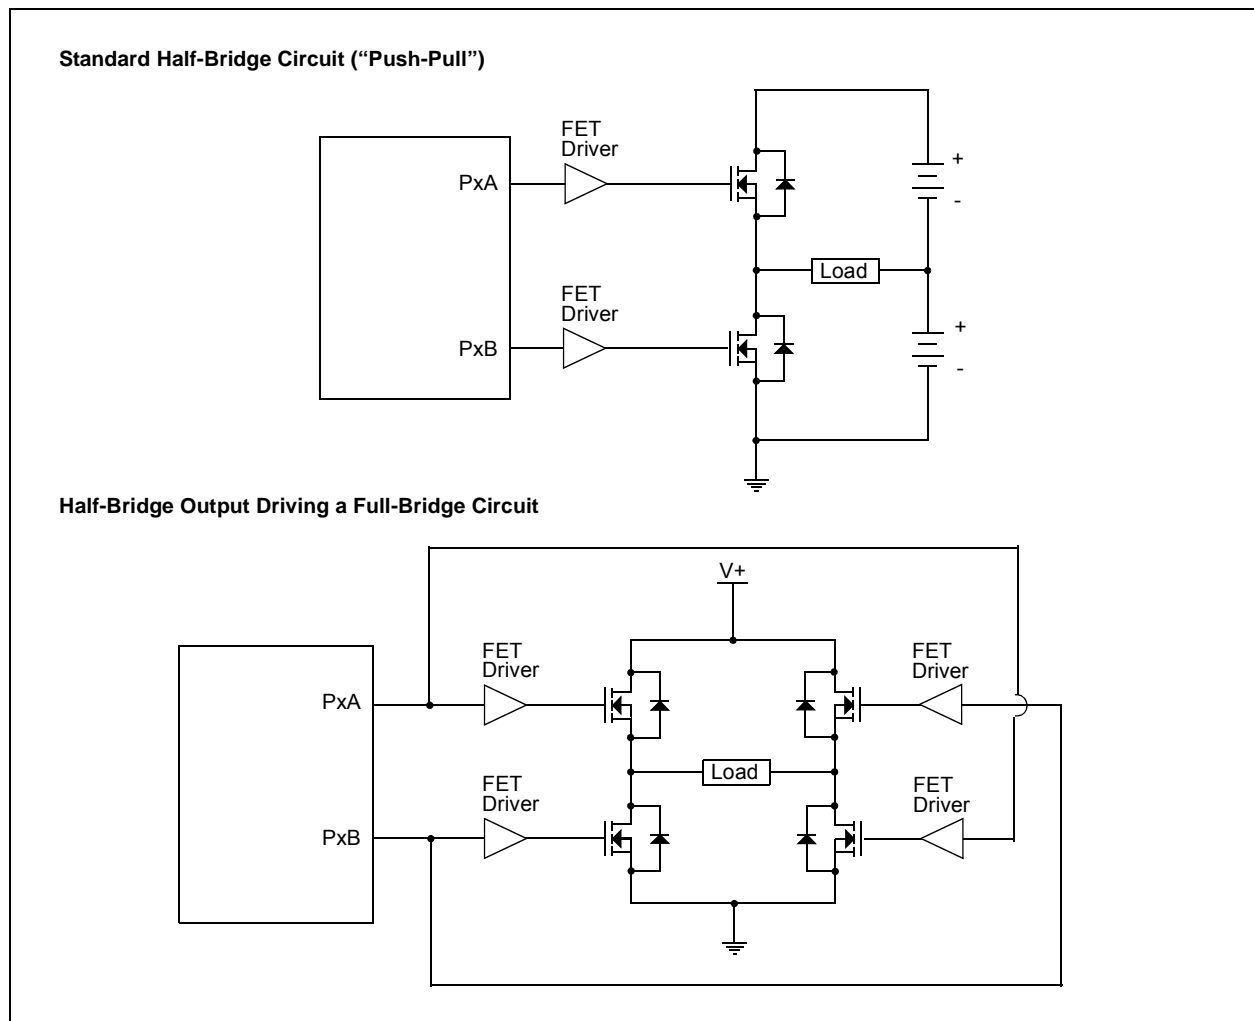 Standard Half-Bridge Circuit (“Push-Pull”)
FET
Driver
PxA
+
-
Load
FET
Driver
PxB
+
-
Half-Bridge Output Driving a Full-Bridge Circuit
V+
FET
Driver
FET
Driver
PxA
Load
FET
Driver
FET
Driver
PxB